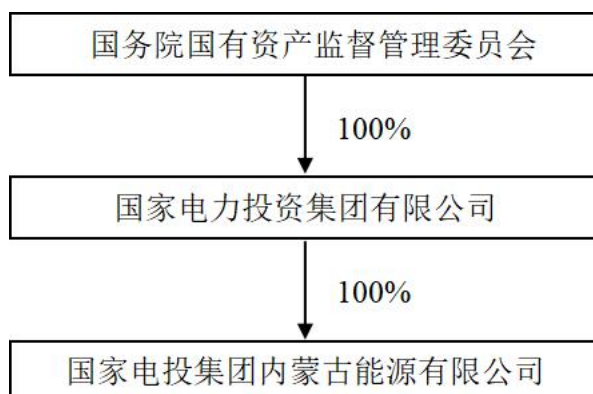 国务院国有资产监督管理委员会
100%
国家电力投资集团有限公司
100%
国家电投集团内蒙古能源有限公司